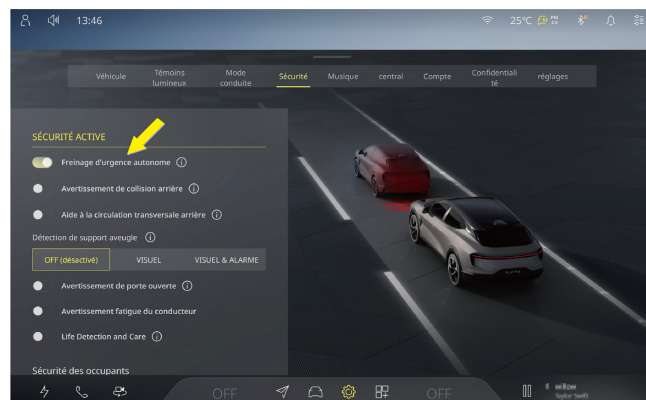 13:46
25°C PM 2.5
Véhicule
Témoins
lumineux
Mode
conduite
Sécurité
Musique
central
Compte
Confidentiali
té
réglages
SÉCURITÉ ACTIVE
Freinage d'urgence autonome
Avertissement de collision arrière
Aide à la circulation transversale arrière
Détection de support aveugle
OFF (désactivé) VISUEL VISUEL & ALARME
Avertissement de porte ouverte
Avertissement fatigue du conducteur
Life Detection and Care
Sécurité des occupants
OFF
OFF
willow
Taylor Swift